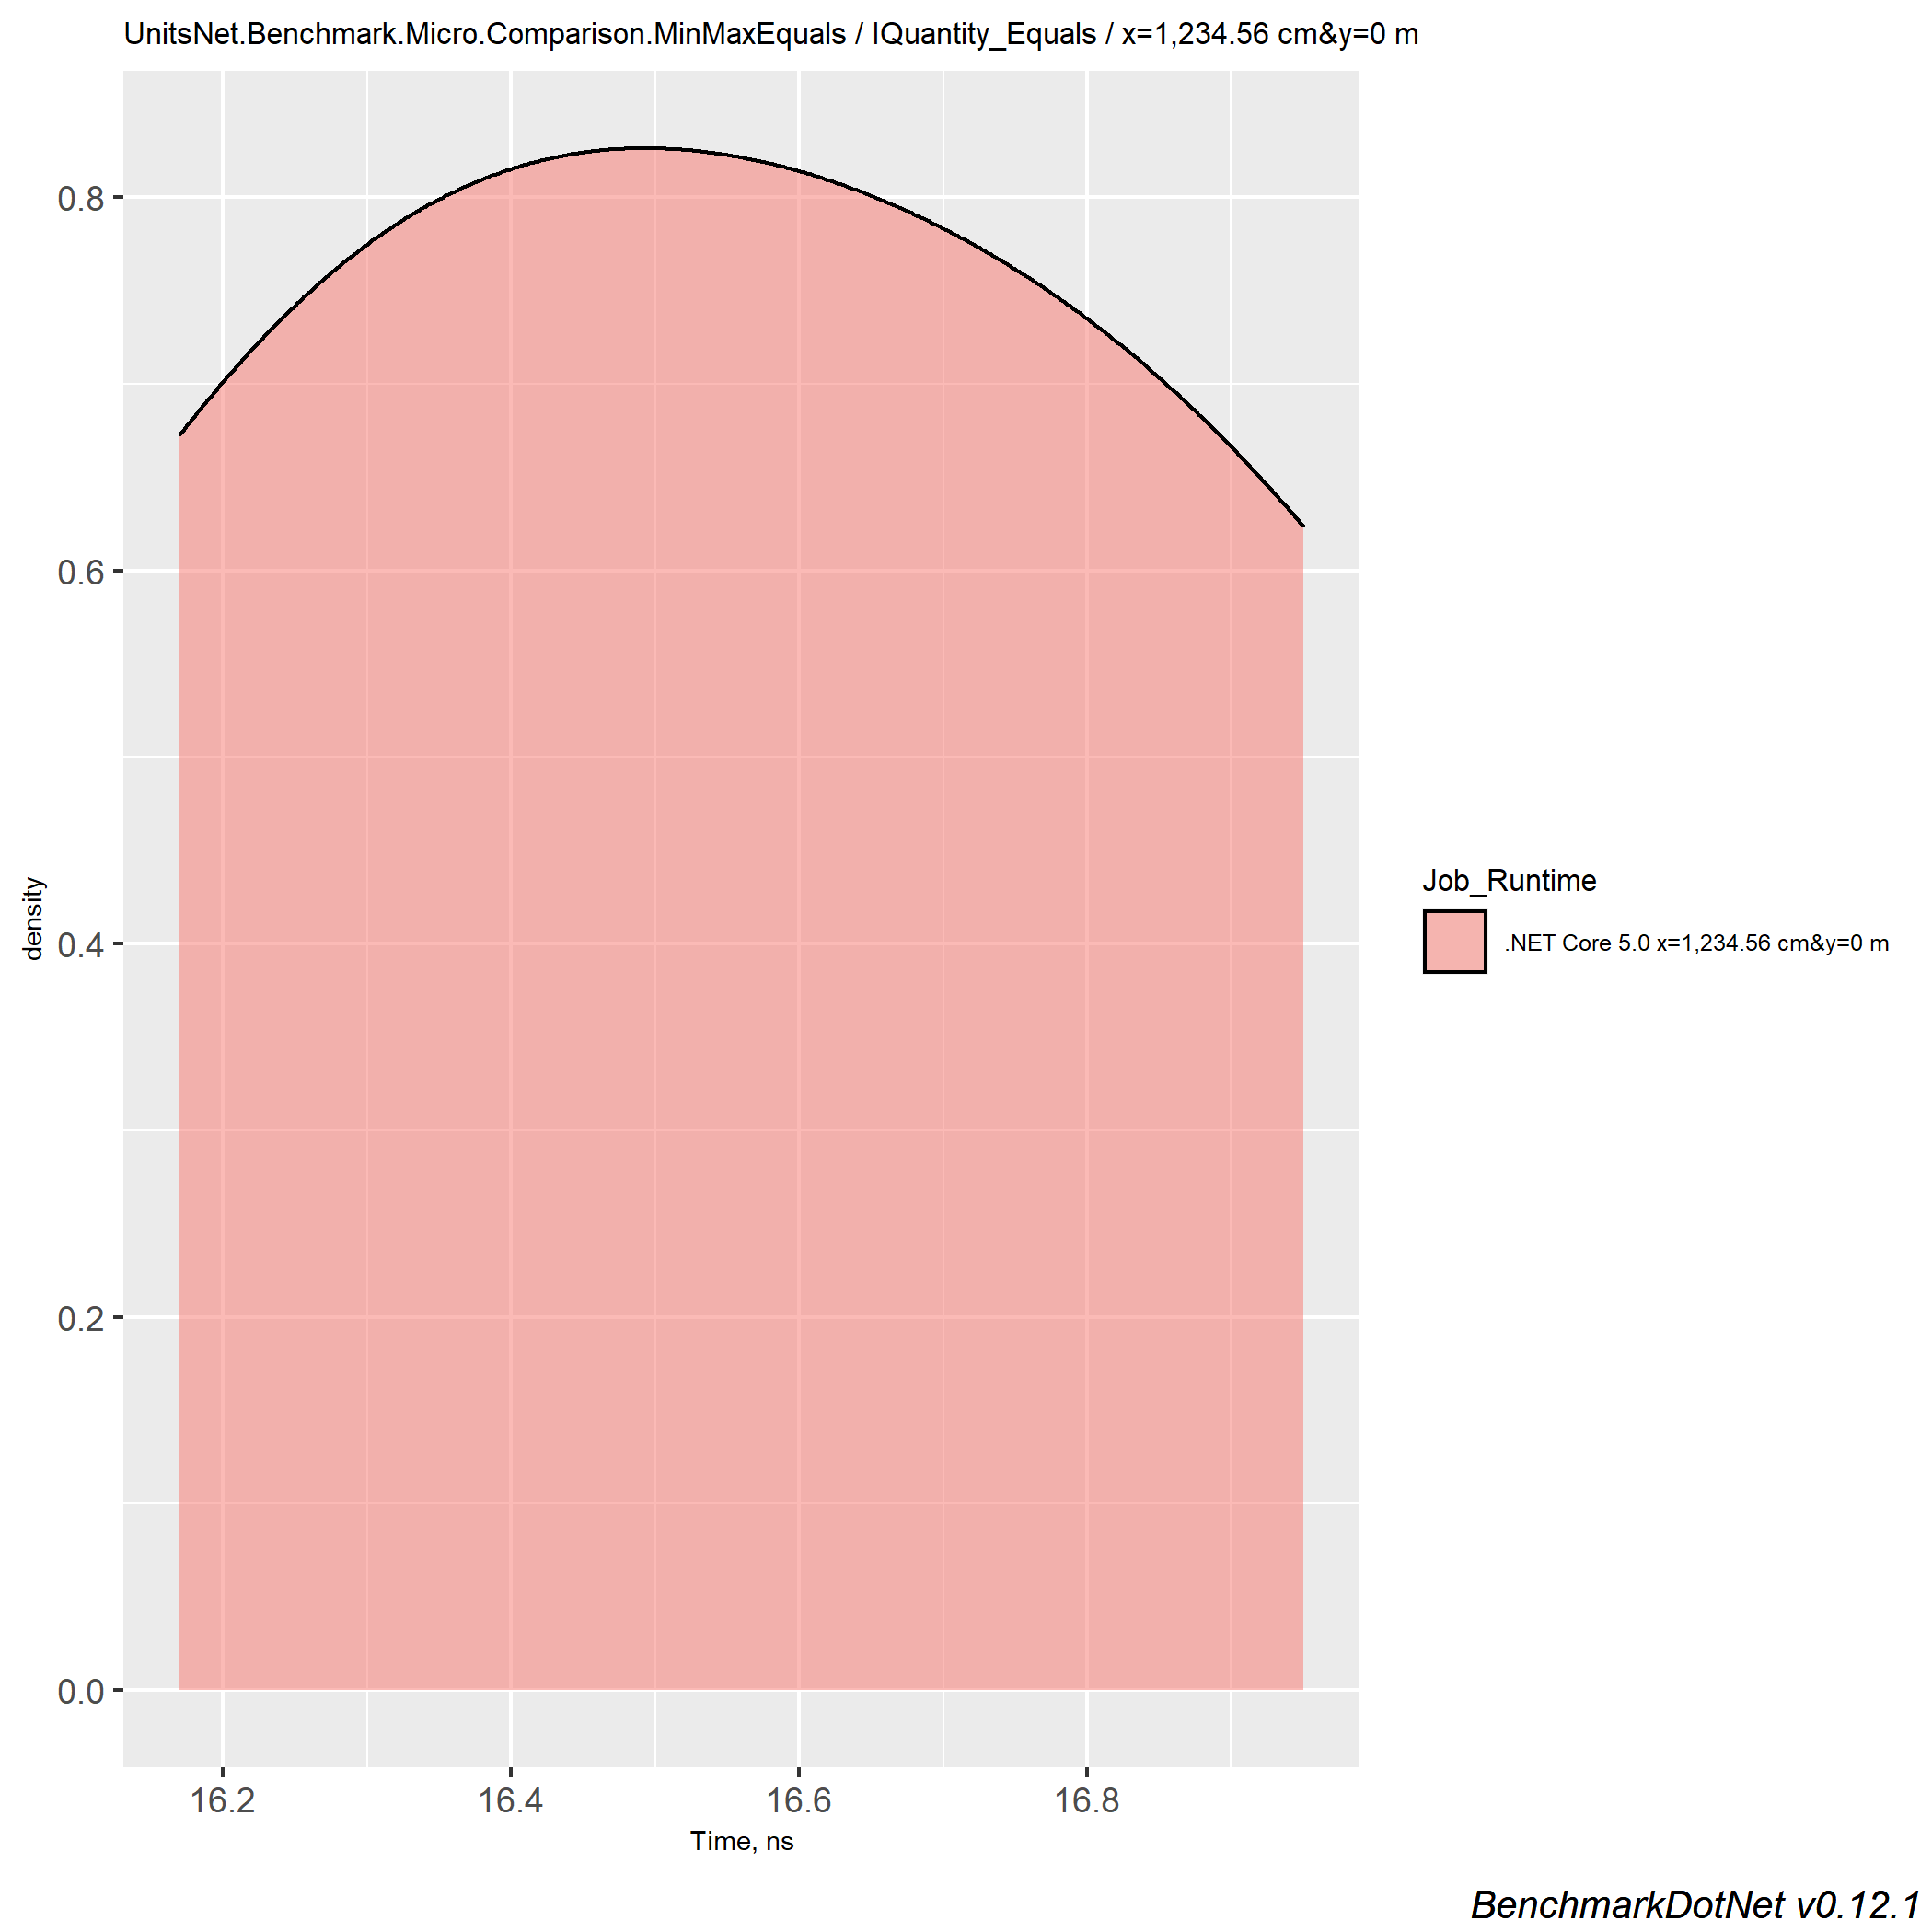 UnitsNet.Benchmark.Micro.Comparison.MinMaxEquals / IQuantity_Equals / x=1,234.56 cm&y=0 m
0.8
0.6
0.4
0.2
0.0
density
16.2 16.4 16.6 16.8
Time, ns
Job_Runtime
.NET Core 5.0 x=1,234.56 cm&y=0 m
BenchmarkDotNet v0.12.1